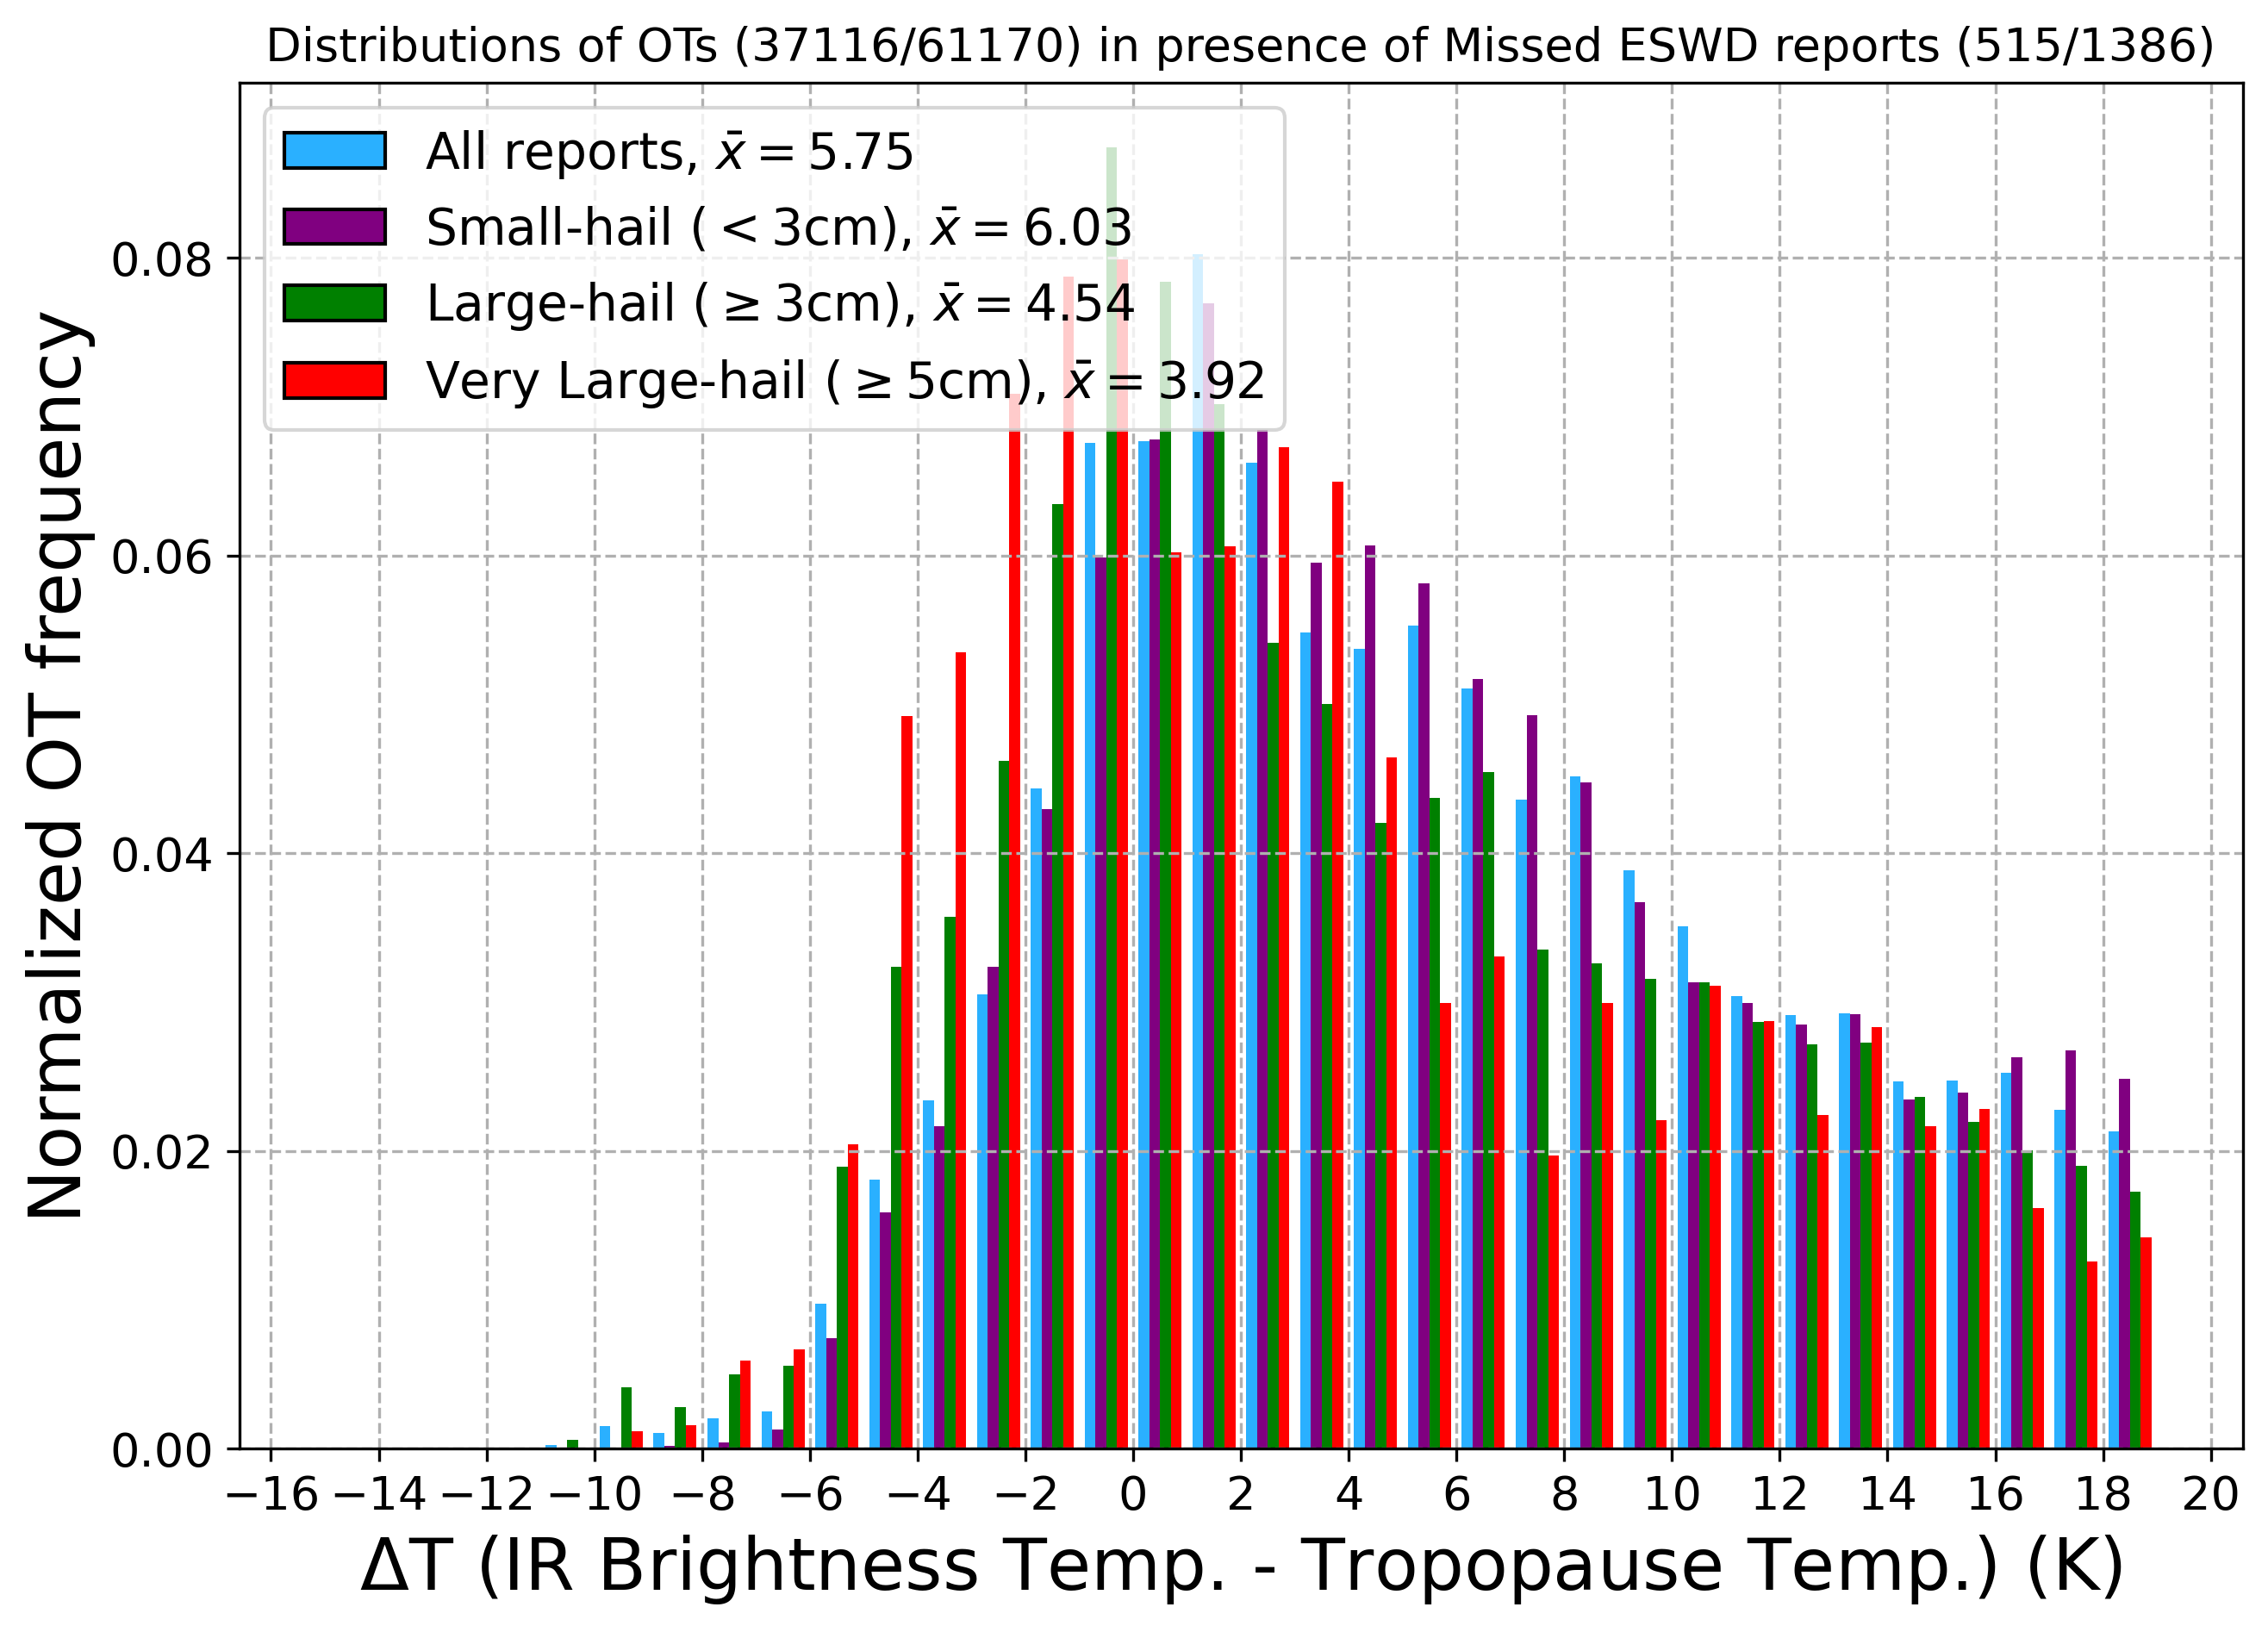 Distributions of OTs (37116/61170) in presence of Missed ESWD reports (515/1386)
All reports, x̄ = 5.75
Small-hail ( < 3cm), x̄ = 6.03
Large-hail ( ≥ 3cm), x̄ = 4.54
Very Large-hail ( ≥ 5cm), x̄ = 3.92
Normalized OT frequency
0.08
0.06
0.04
0.02
0.00
−16 −14 −12 −10 −8 −6 −4 −2 0 2 4 6 8 10 12 14 16 18 20
ΔT (IR Brightness Temp. - Tropopause Temp.) (K)